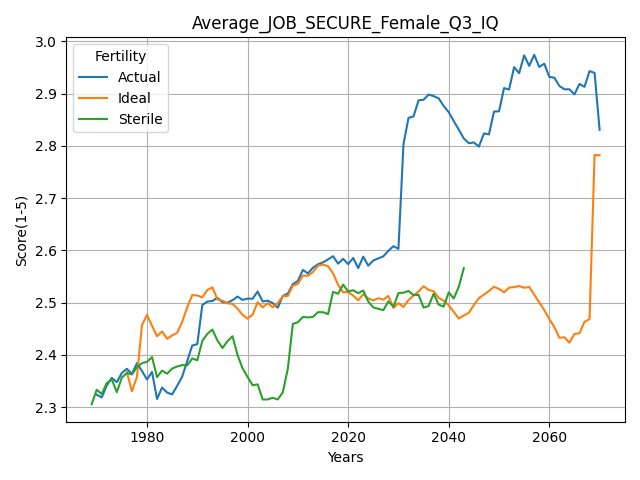 Average_JOB_SECURE_Female_Q3_IQ
Fertility
Actual
Ideal
Sterile
Score(1-5)
3.0
2.9
2.8
2.7
2.6
2.5
2.4
2.3
1980 2000 2020 2040 2060
Years